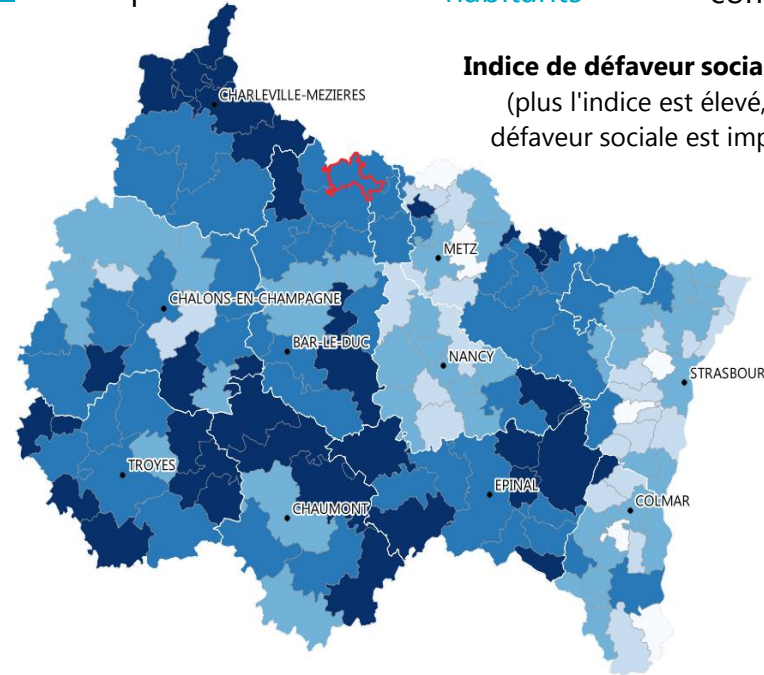 habitants
Indice de défaveur socia
(plus l'indice est élevé,
défaveur sociale est imp
CHARLEVILLE-MEZIERES
METZ
CHALONS-EN-CHAMPAGNE
BAR-LE-DUC
NANCY
STRASBOUR
TROYES
EPINAL
CHAUMONT
COLMAR